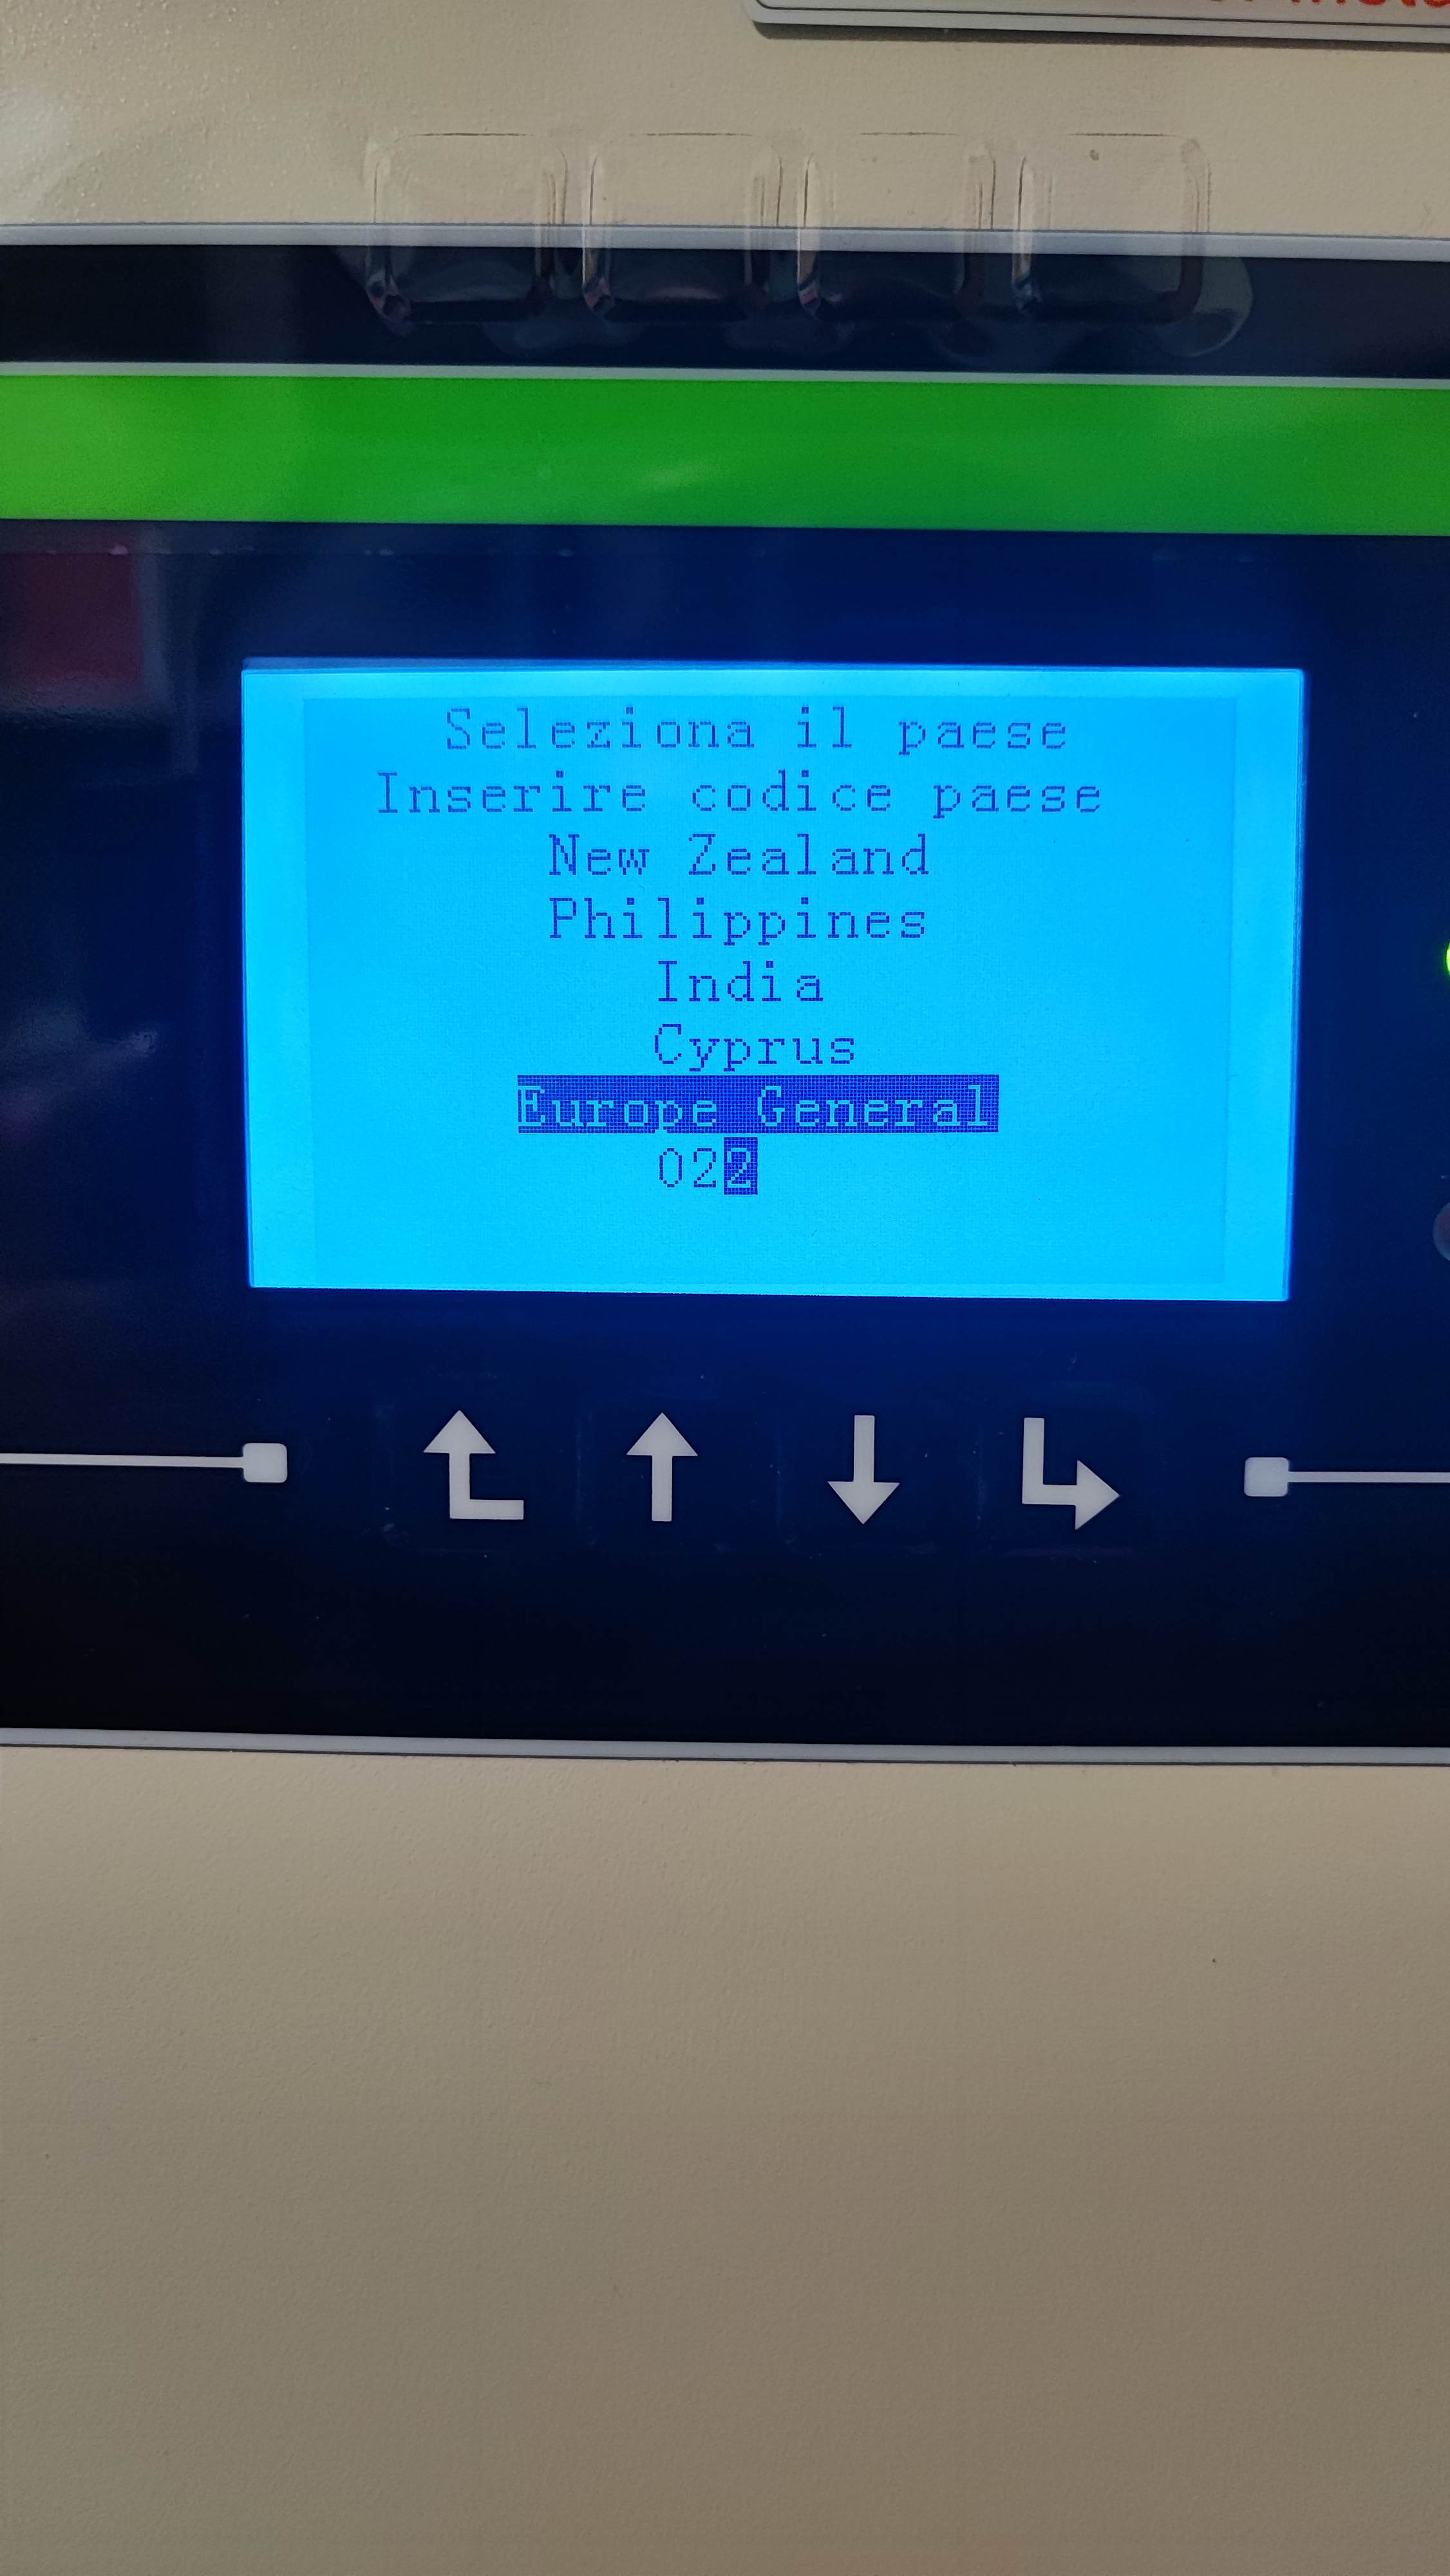 Seleziona il paese
Inserire codice paese
New Zealand
Philippines
India
Cyprus
Europe General
022